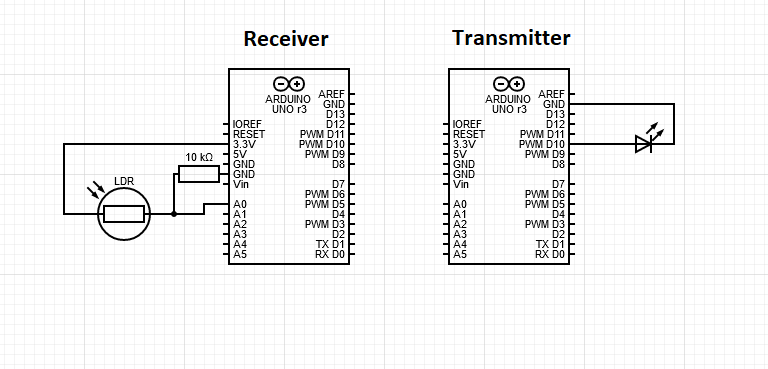 Receiver
Transmitter
ARDUINO
UNO r3
AREF
GND
D13
D12
PWM D11
PWM D10
PWM D9
D8
D7
PWM D6
PWM D5
D4
PWM D3
D2
TX D1
RX D0
IOREF
RESET
3.3V
5V
GND
GND
Vin
A0
A1
A2
A3
A4
A5
10 kΩ
LDR
ARDUINO
UNO r3
AREF
GND
D13
D12
PWM D11
PWM D10
PWM D9
D8
D7
PWM D6
PWM D5
D4
PWM D3
D2
TX D1
RX D0
IOREF
RESET
3.3V
5V
GND
GND
Vin
A0
A1
A2
A3
A4
A5